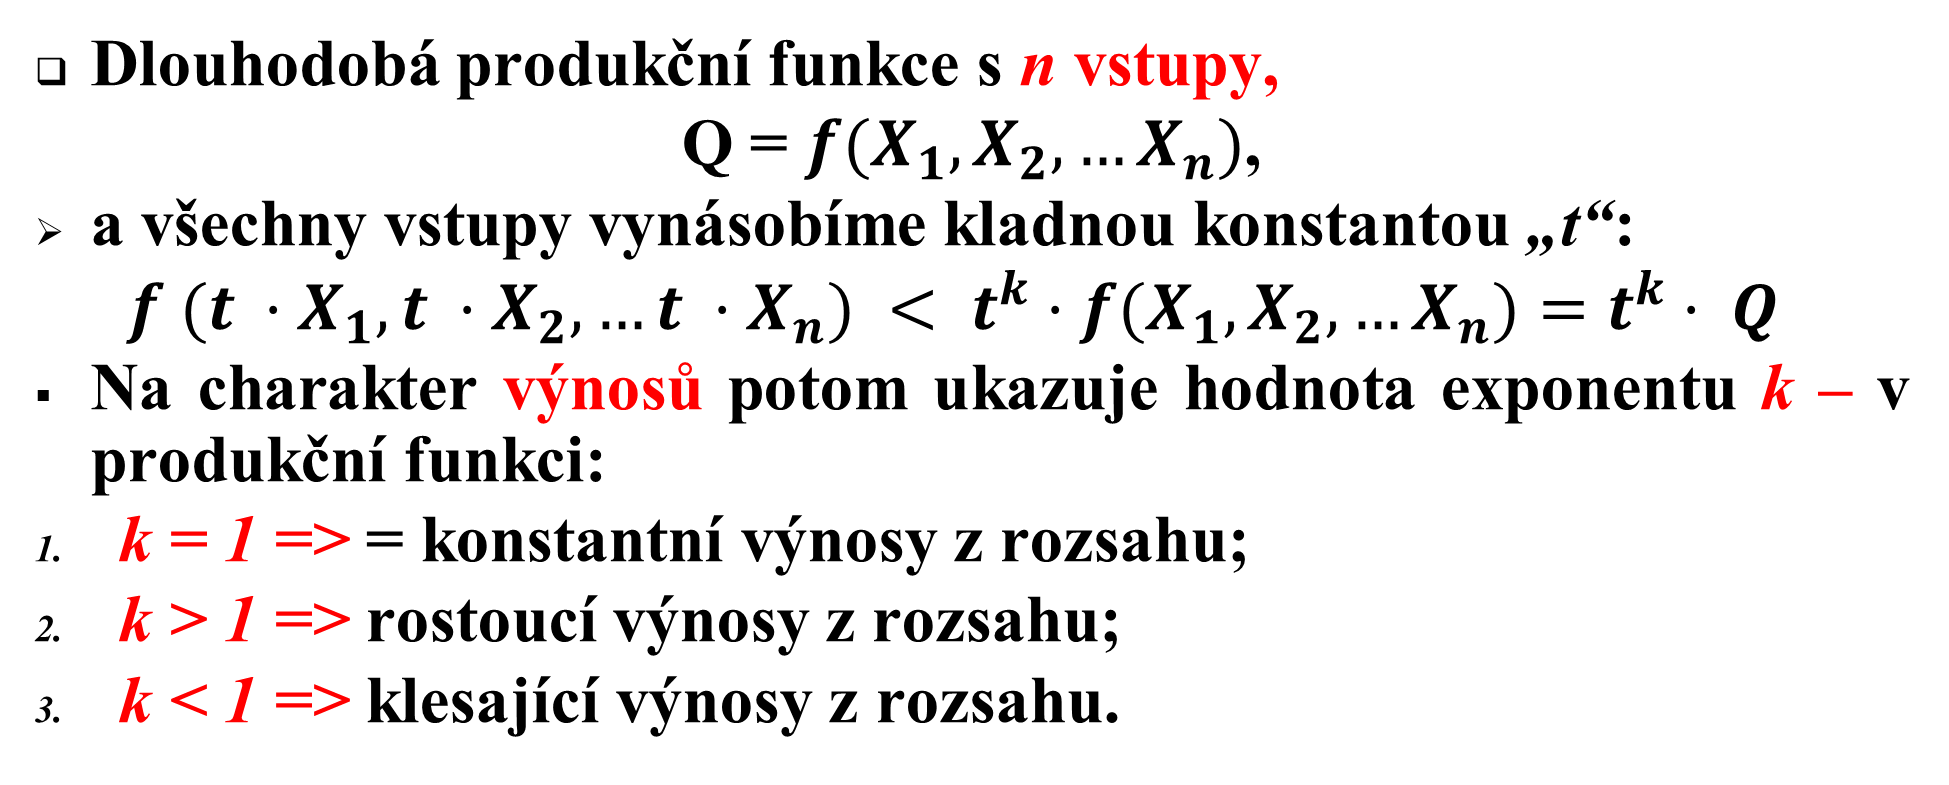 ❑ Dlouhodobá produkční funkce s n vstupy,
Q = f(X₁, X₂, … Xₙ),
➢ a všechny vstupy vynásobíme kladnou konstantou „t“:
f (t · X₁, t · X₂, … t · Xₙ) < tᵏ · f(X₁, X₂, … Xₙ) = tᵏ · Q
▪ Na charakter výnosů potom ukazuje hodnota exponentu k – v
produkční funkci:
1. k = 1 => = konstantní výnosy z rozsahu;
2. k > 1 => rostoucí výnosy z rozsahu;
3. k < 1 => klesající výnosy z rozsahu.